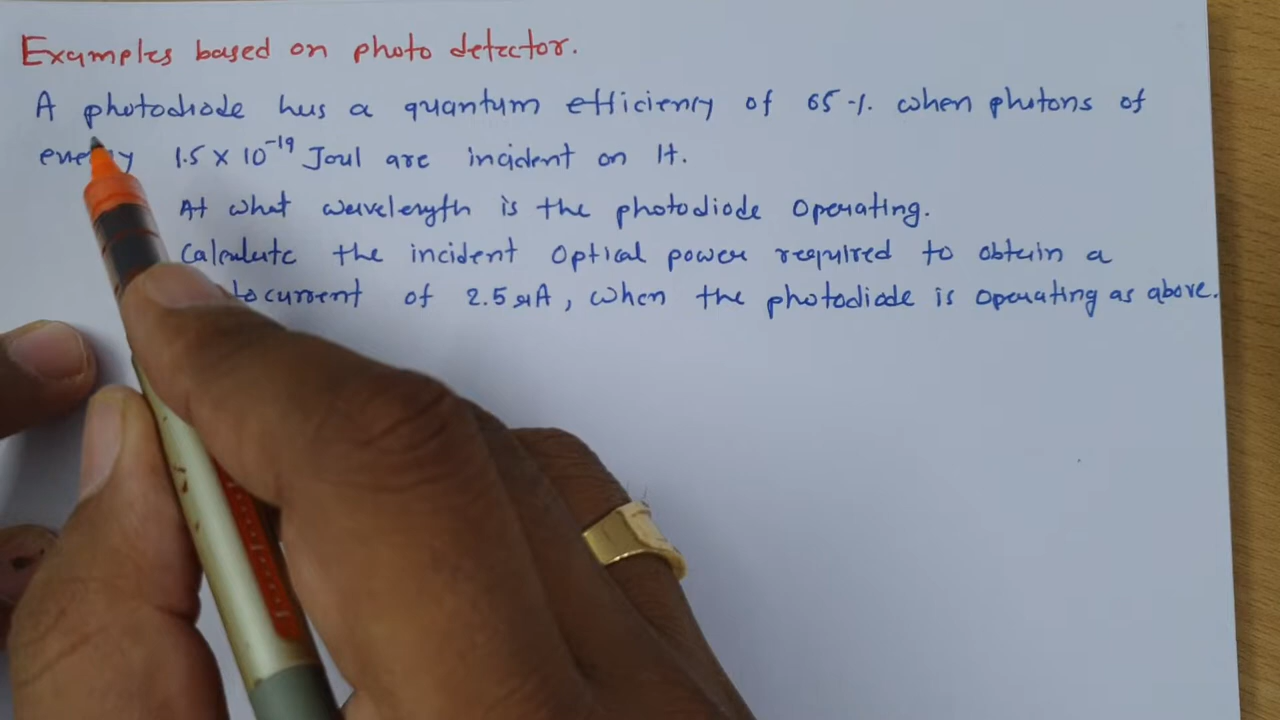 Examples based on photo detector.
A photodiode has a quantum efficiency of 65 % when photons of
energy 1.5 × 10⁻¹⁹ Joul are incident on It.
At what wavelength is the photodiode operating.
Calculate the incident Optical power required to obtain a
of 2.5 μA, when the photodiode is operating as above.